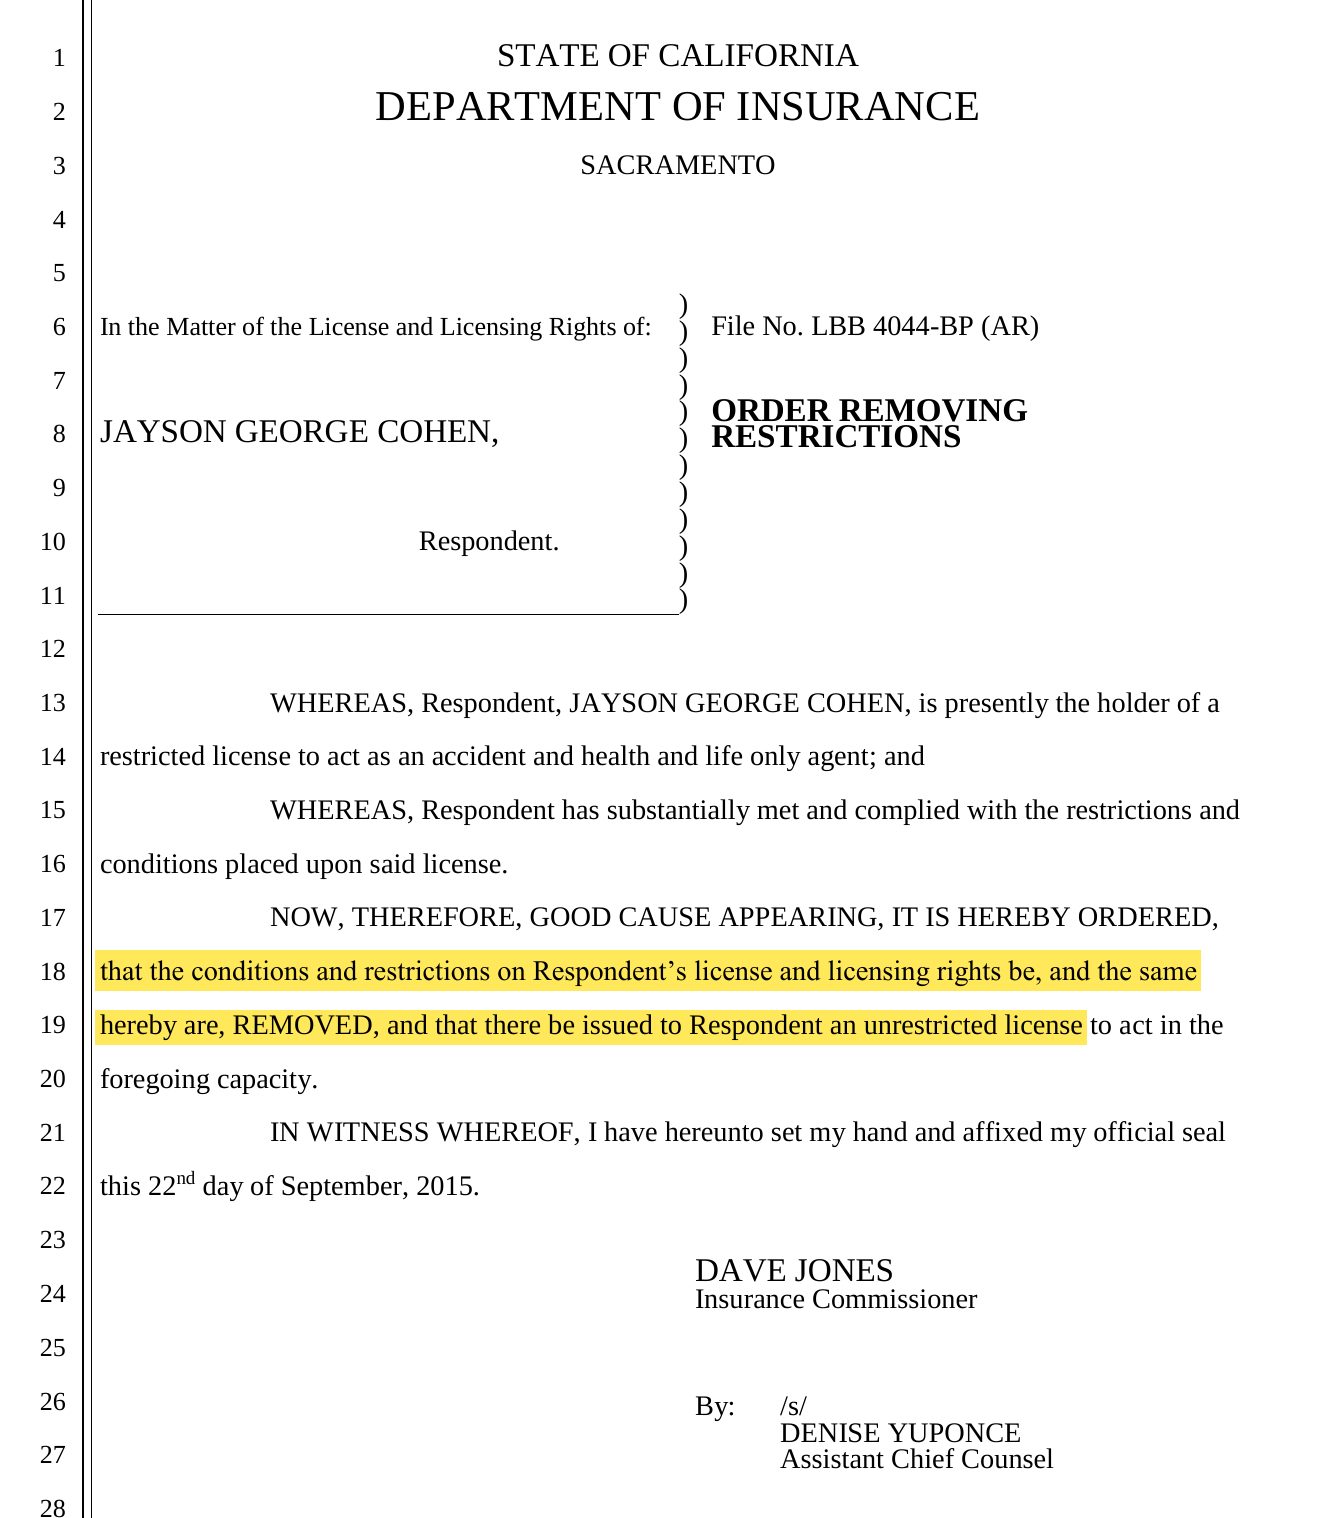 1 STATE OF CALIFORNIA
2 DEPARTMENT OF INSURANCE
3 SACRAMENTO
4
5
)
6 In the Matter of the License and Licensing Rights of: ) File No. LBB 4044-BP (AR)
)
7 )
) ORDER REMOVING
8 JAYSON GEORGE COHEN, ) RESTRICTIONS
)
9 )
)
10 Respondent. )
)
11 )
12
13 WHEREAS, Respondent, JAYSON GEORGE COHEN, is presently the holder of a
14 restricted license to act as an accident and health and life only agent; and
15 WHEREAS, Respondent has substantially met and complied with the restrictions and
16 conditions placed upon said license.
17 NOW, THEREFORE, GOOD CAUSE APPEARING, IT IS HEREBY ORDERED,
18 that the conditions and restrictions on Respondent’s license and licensing rights be, and the same
19 hereby are, REMOVED, and that there be issued to Respondent an unrestricted license to act in the
20 foregoing capacity.
21 IN WITNESS WHEREOF, I have hereunto set my hand and affixed my official seal
22 this 22nd day of September, 2015.
23
DAVE JONES
24 Insurance Commissioner
25
26 By: /s/
DENISE YUPONCE
27 Assistant Chief Counsel
28